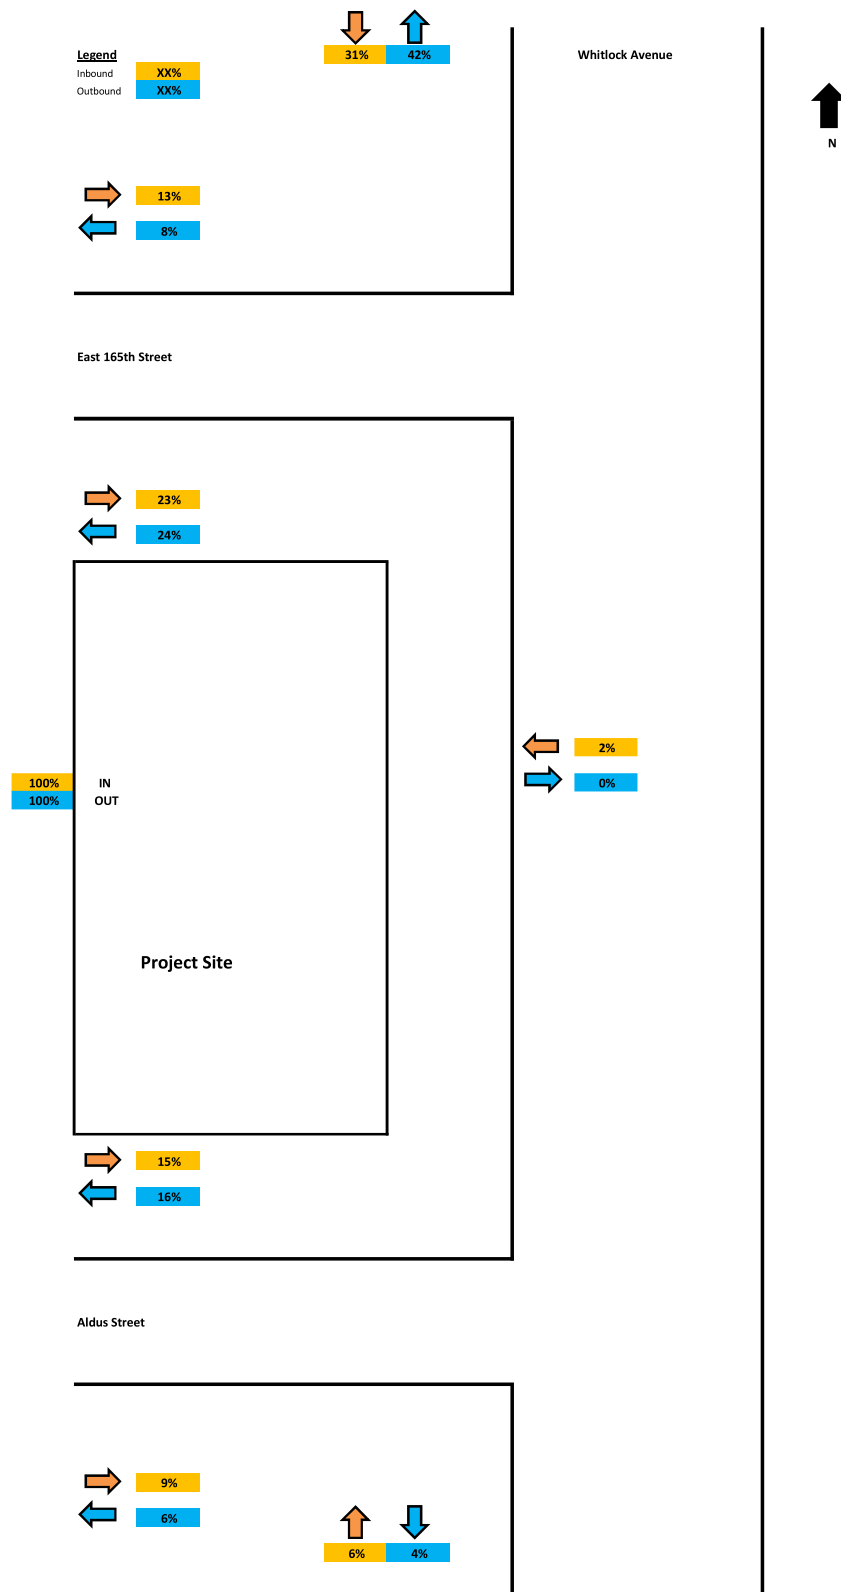 31% 42%
Legend
Whitlock Avenue
Inbound XX%
Outbound XX%
N
13%
8%
East 165th Street
23%
24%
2%
100% IN
0%
100% OUT
Project Site
15%
16%
Aldus Street
9%
6%
6% 4%